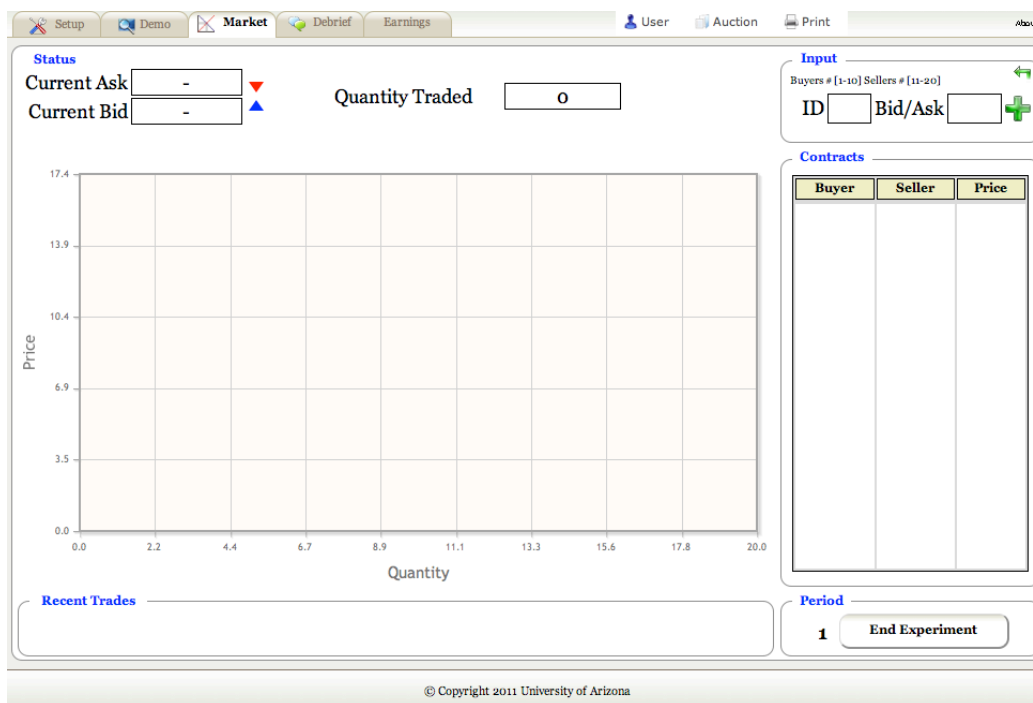 Setup Demo Market Debrief Earnings User Auction Print
Status
Current Ask -
Current Bid -
Quantity Traded 0
Input
Buyers # [1-10] Sellers # [11-20]
ID Bid/Ask
Contracts
Buyer Seller Price
17.4
13.9
10.4
6.9
3.5
0.0
Price
0.0 2.2 4.4 6.7 8.9 11.1 13.3 15.6 17.8 20.0
Quantity
Recent Trades
Period
1 End Experiment
© Copyright 2011 University of Arizona